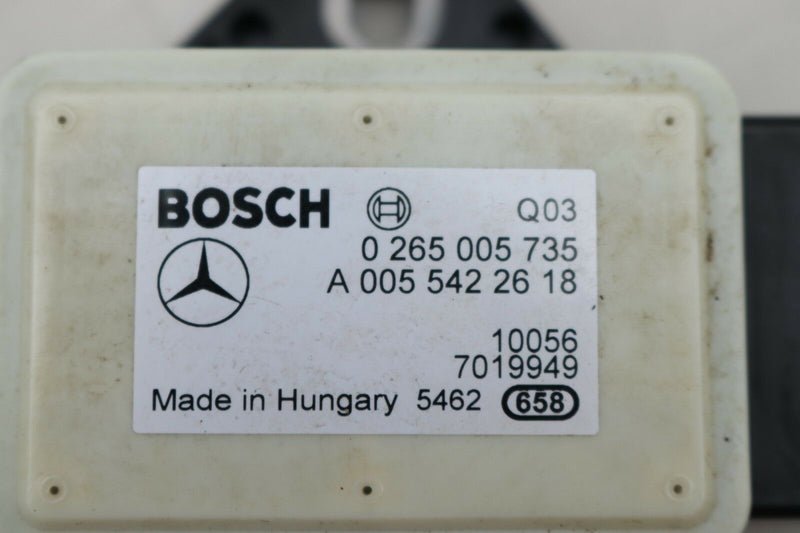 BOSCH Q03
0 265 005 735
A 005 542 26 18
10056
7019949
Made in Hungary 5462 658